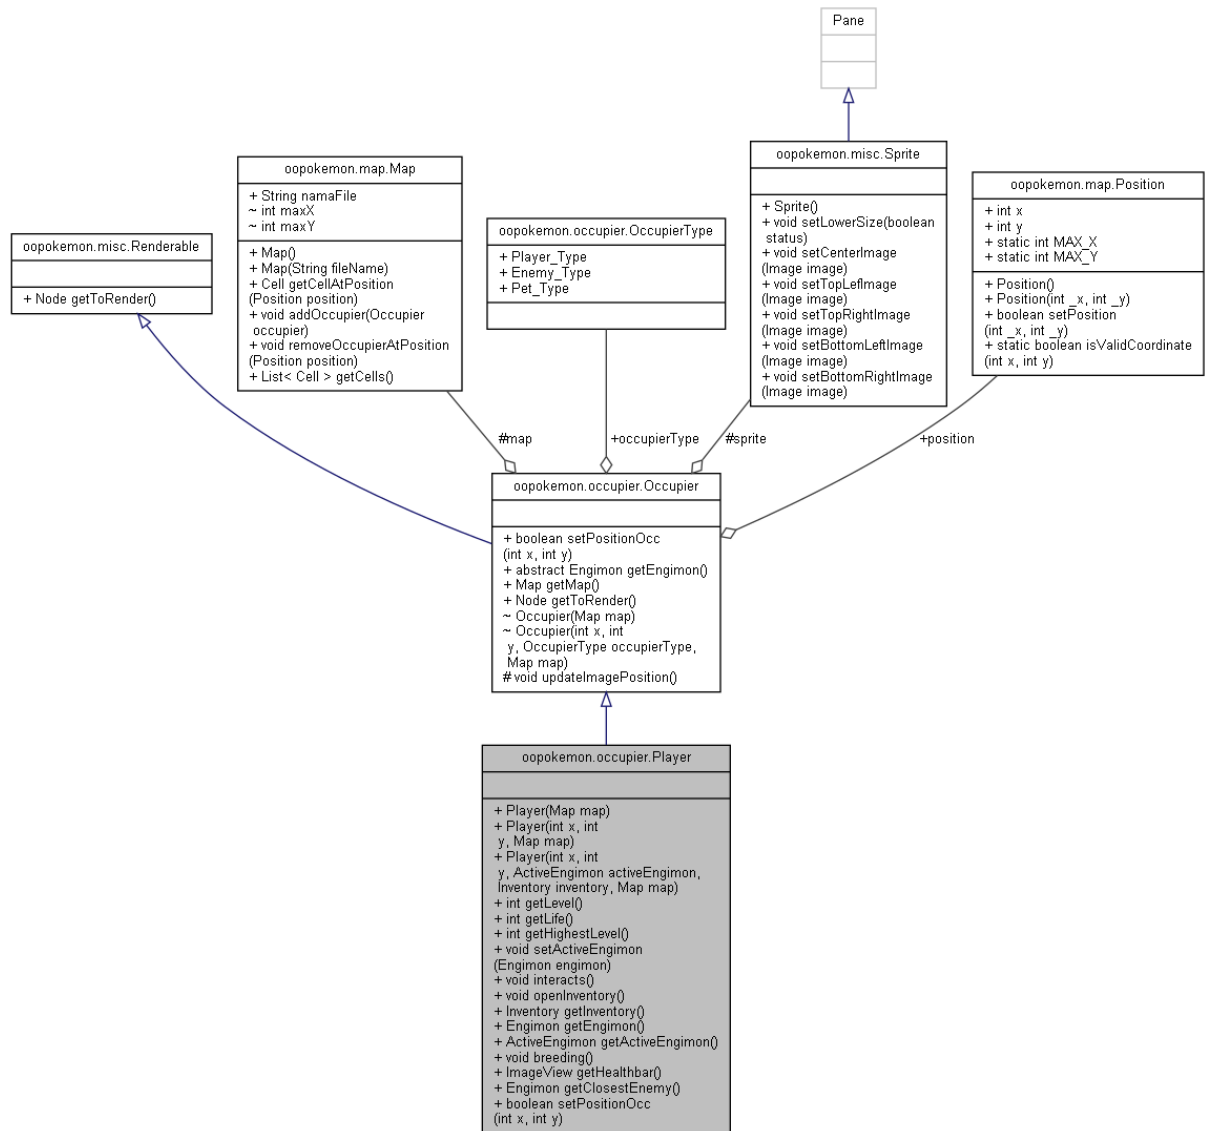 Pane
oopokemon.misc.Sprite
+ Sprite()
+ void setLowerSize(boolean
status)
+ void setCenterImage
(Image image)
+ void setTopLefImage
(Image image)
+ void setTopRightImage
(Image image)
+ void setBottomLeftImage
(Image image)
+ void setBottomRightImage
(Image image)
oopokemon.map.Map
+ String namaFile
~ int maxX
~ int maxY
+ Map()
+ Map(String fileName)
+ Cell getCellAtPosition
(Position position)
+ void addOccupier(Occupier
occupier)
+ void removeOccupierAtPosition
(Position position)
+ List< Cell > getCells()
oopokemon.map.Position
+ int x
+ int y
+ static int MAX_X
+ static int MAX_Y
+ Position()
+ Position(int _x, int _y)
+ boolean setPosition
(int _x, int _y)
+ static boolean isValidCoordinate
(int x, int y)
oopokemon.occupier.OccupierType
+ Player_Type
+ Enemy_Type
+ Pet_Type
oopokemon.misc.Renderable
+ Node getToRender()
#map
+occupierType
#sprite
+position
oopokemon.occupier.Occupier
+ boolean setPositionOcc
(int x, int y)
+ abstract Engimon getEngimon()
+ Map getMap()
+ Node getToRender()
~ Occupier(Map map)
~ Occupier(int x, int
y, OccupierType occupierType,
Map map)
# void updateImagePosition()
oopokemon.occupier.Player
+ Player(Map map)
+ Player(int x, int
y, Map map)
+ Player(int x, int
y, ActiveEngimon activeEngimon,
Inventory inventory, Map map)
+ int getLevel()
+ int getLife()
+ int getHighestLevel()
+ void setActiveEngimon
(Engimon engimon)
+ void interacts()
+ void openInventory()
+ Inventory getInventory()
+ Engimon getEngimon()
+ ActiveEngimon getActiveEngimon()
+ void breeding()
+ ImageView getHealthbar()
+ Engimon getClosestEnemy()
+ boolean setPositionOcc
(int x, int y)